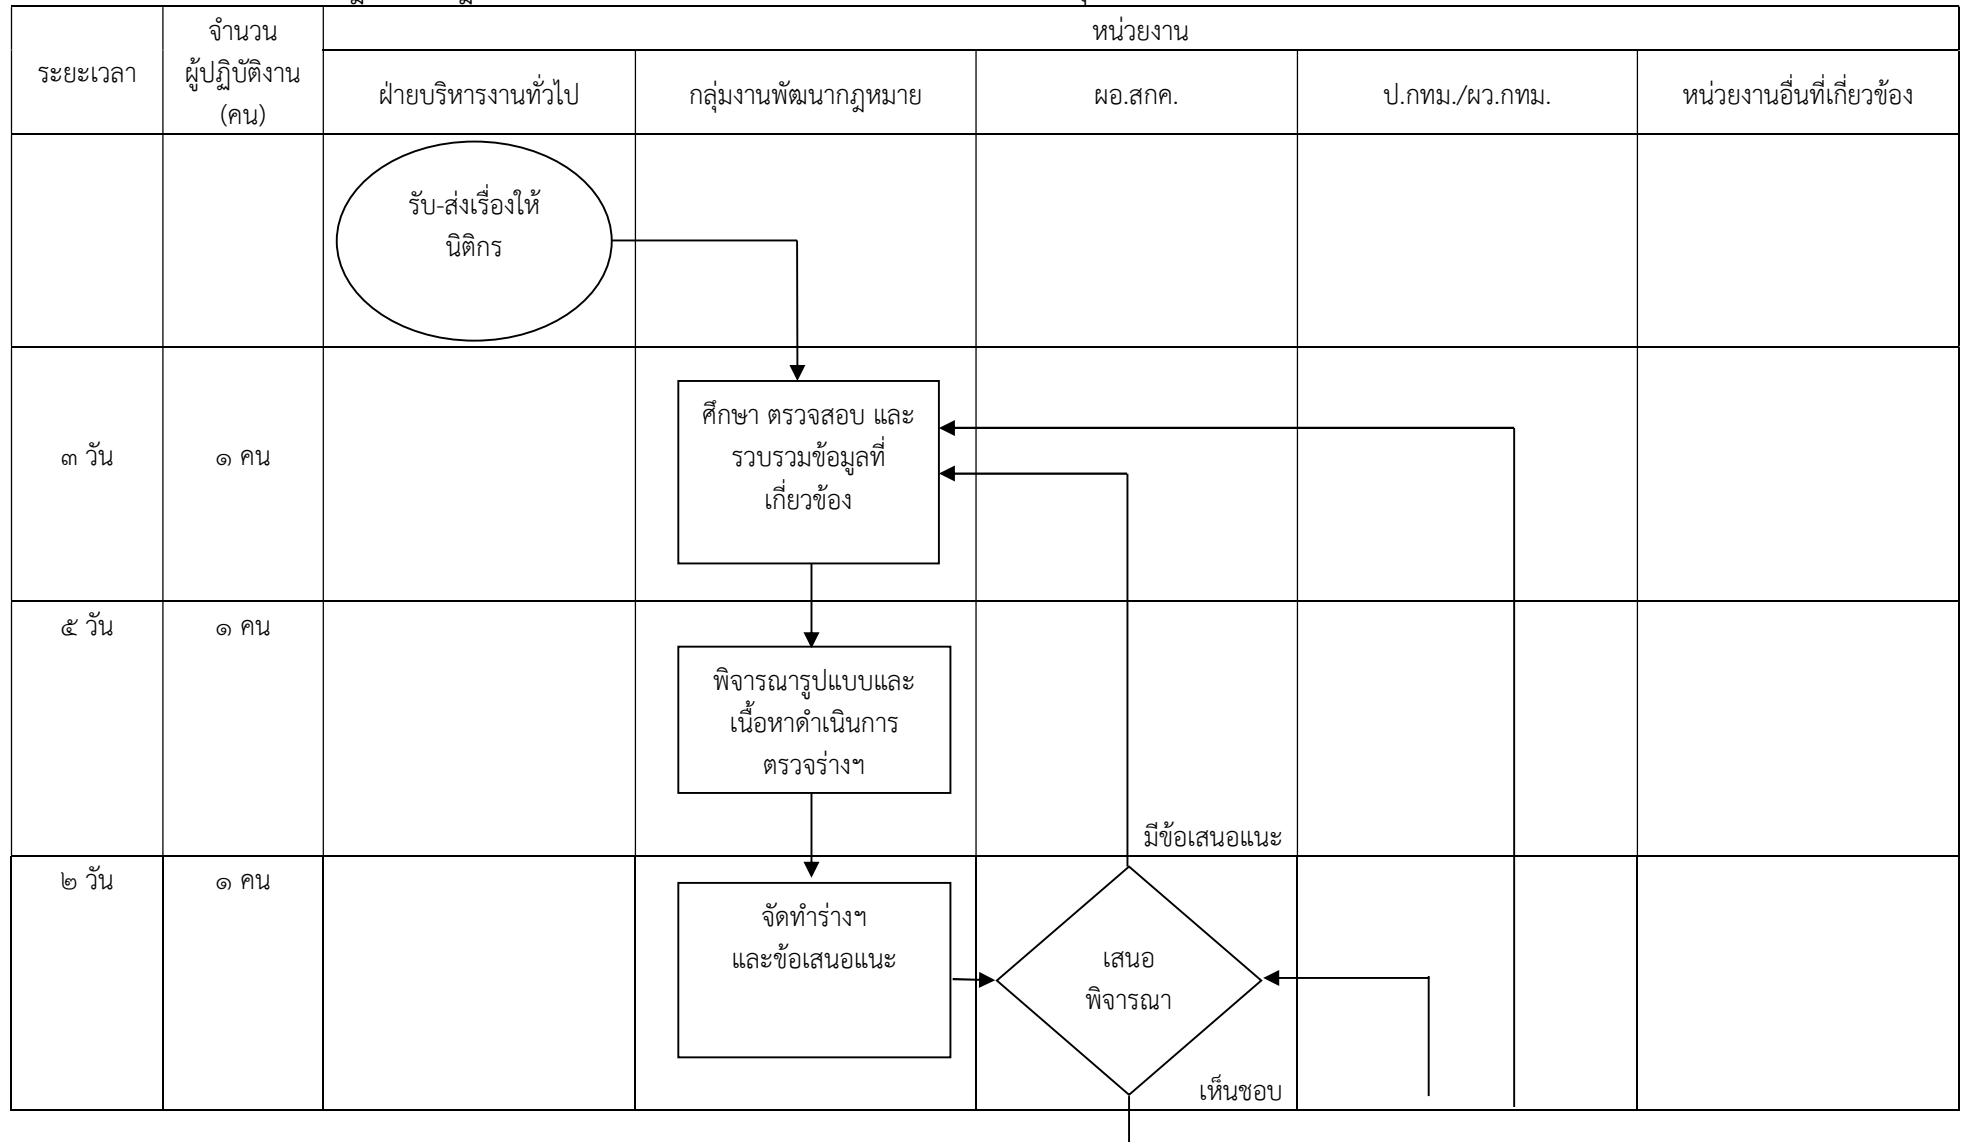 หน่วยงาน
ระยะเวลา
จำนวน
ผู้ปฏิบัติงาน
(คน)
ฝ่ายบริหารงานทั่วไป
กลุ่มงานพัฒนากฎหมาย
ผอ.สกค.
ป.กทม./ผว.กทม.
หน่วยงานอื่นที่เกี่ยวข้อง
รับ-ส่งเรื่องให้
นิติกร
๓ วัน
๑ คน
ศึกษา ตรวจสอบ และ
รวบรวมข้อมูลที่
เกี่ยวข้อง
๕ วัน
๑ คน
พิจารณารูปแบบและ
เนื้อหาดำเนินการ
ตรวจร่างฯ
มีข้อเสนอแนะ
๒ วัน
๑ คน
จัดทำร่างฯ
และข้อเสนอแนะ
เสนอ
พิจารณา
เห็นชอบ